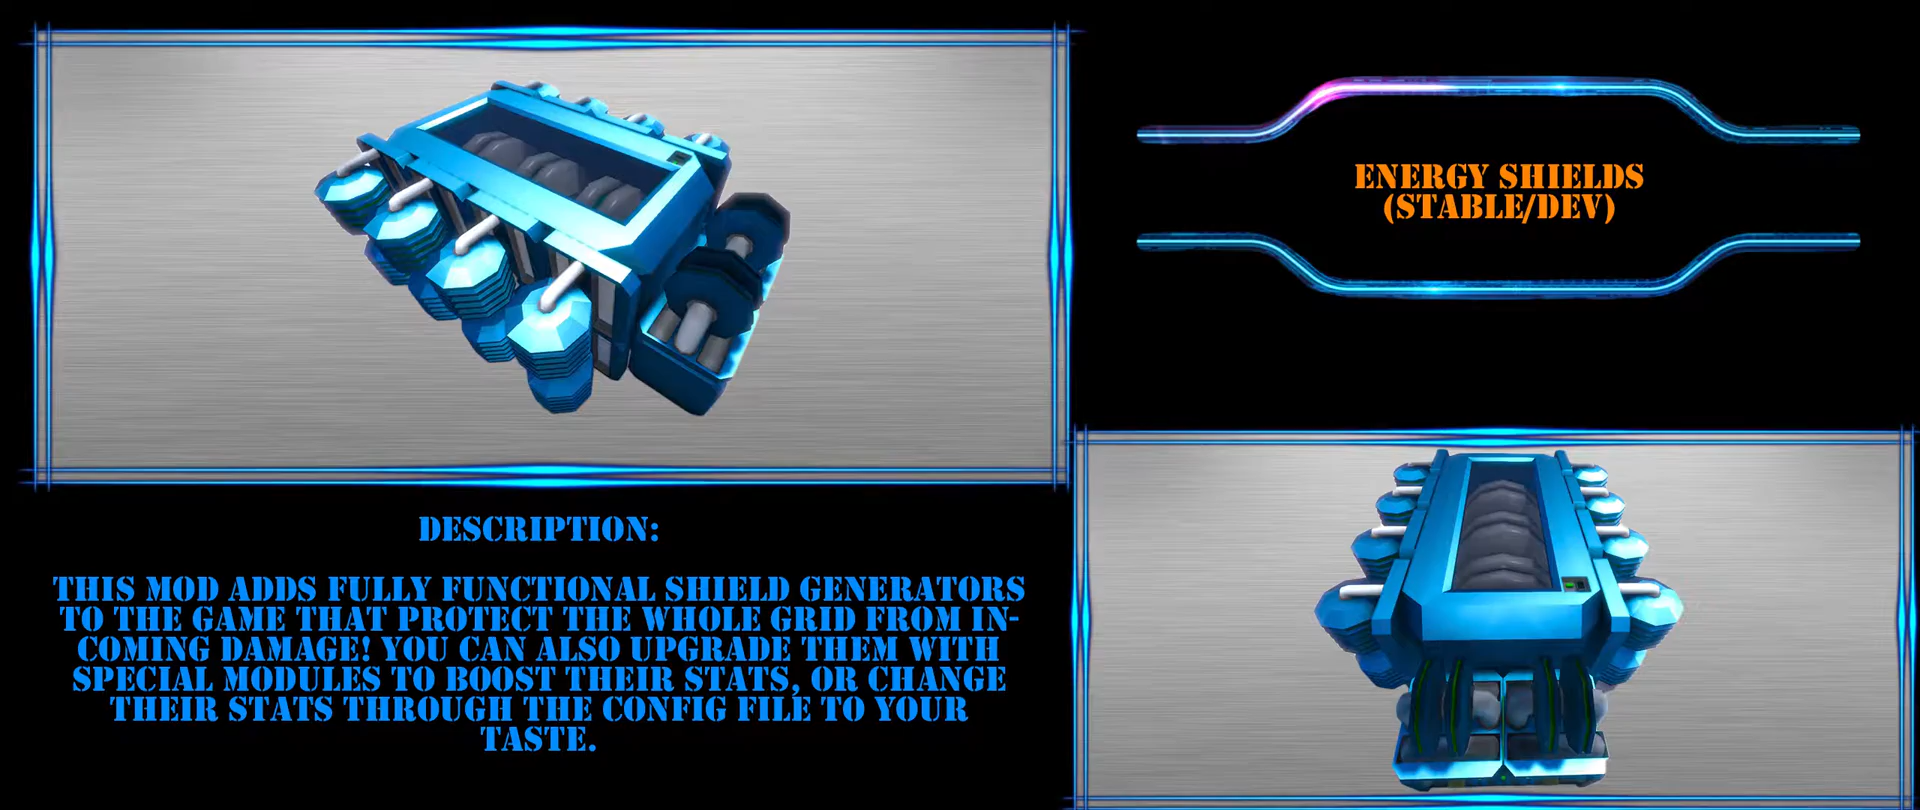 ENERGY SHIELDS
(STABLE/DEV)
DESCRIPTION:
THIS MOD ADDS FULLY FUNCTIONAL SHIELD GENERATORS
TO THE GAME THAT PROTECT THE WHOLE GRID FROM IN-
COMING DAMAGE! YOU CAN ALSO UPGRADE THEM WITH
SPECIAL MODULES TO BOOST THEIR STATS, OR CHANGE
THEIR STATS THROUGH THE CONFIG FILE TO YOUR
TASTE.